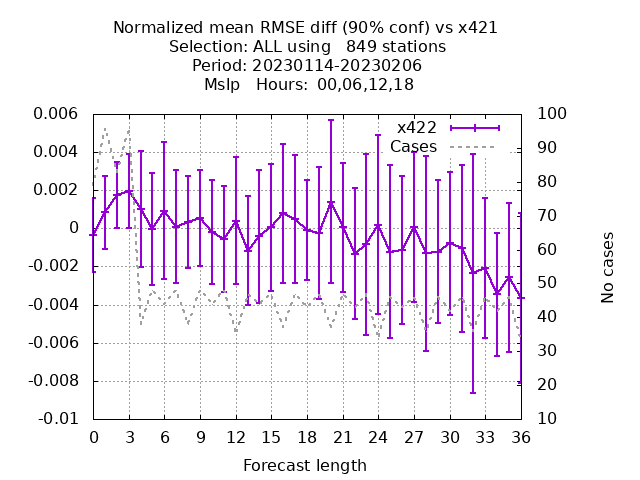 Normalized mean RMSE diff (90% conf) vs x421
Selection: ALL using   849 stations
Period: 20230114-20230206
Mslp   Hours:  00,06,12,18
x422
Cases
0.006
0.004
0.002
0
-0.002
-0.004
-0.006
-0.008
-0.01
100
90
80
70
60
50
40
30
20
10
No cases
0 3 6 9 12 15 18 21 24 27 30 33 36
Forecast length